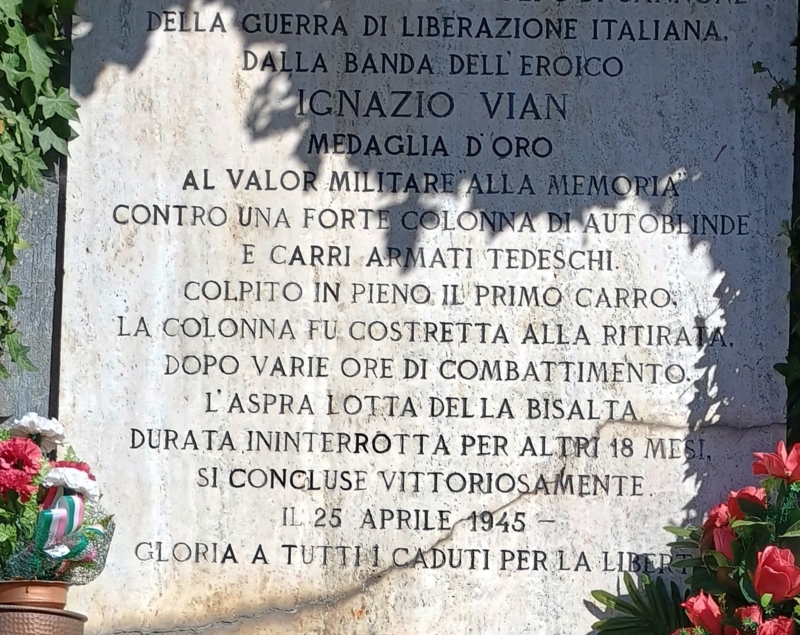 DELLA GUERRA DI LIBERAZIONE ITALIANA,
DALLA BANDA DELL'EROICO
IGNAZIO VIAN
MEDAGLIA D'ORO
AL VALOR MILITARE "ALLA MEMORIA"
CONTRO UNA FORTE COLONNA DI AUTOBLINDE
E CARRI ARMATI TEDESCHI.
COLPITO IN PIENO IL PRIMO CARRO,
LA COLONNA FU COSTRETTA ALLA RITIRATA,
DOPO VARIE ORE DI COMBATTIMENTO.
L'ASPRA LOTTA DELLA BISALTA
DURATA ININTERROTTA PER ALTRI 18 MESI,
SI CONCLUSE VITTORIOSAMENTE
IL 25 APRILE 1945 —
GLORIA A TUTTI I CADUTI PER LA